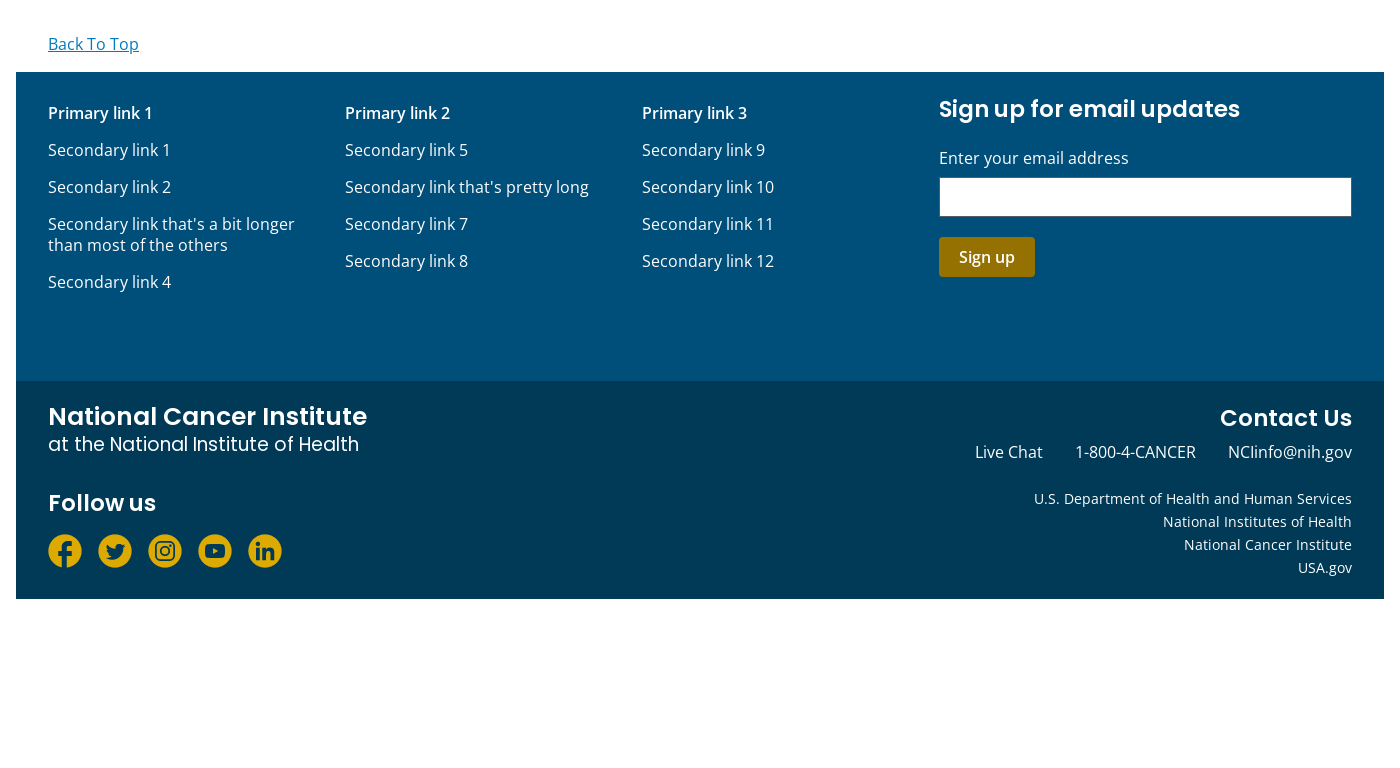 Back To Top
Primary link 1
Secondary link 1
Secondary link 2
Secondary link that's a bit longer
than most of the others
Secondary link 4
Primary link 2
Secondary link 5
Secondary link that's pretty long
Secondary link 7
Secondary link 8
Primary link 3
Secondary link 9
Secondary link 10
Secondary link 11
Secondary link 12
Sign up for email updates
Enter your email address
Sign up
National Cancer Institute
at the National Institute of Health
Follow us
Contact Us
Live Chat 1-800-4-CANCER NCIinfo@nih.gov
U.S. Department of Health and Human Services
National Institutes of Health
National Cancer Institute
USA.gov